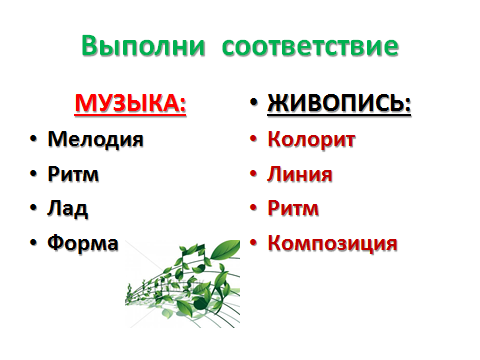 Выполни соответствие
МУЗЫКА:
• Мелодия
• Ритм
• Лад
• Форма
• ЖИВОПИСЬ:
• Колорит
• Линия
• Ритм
• Композиция